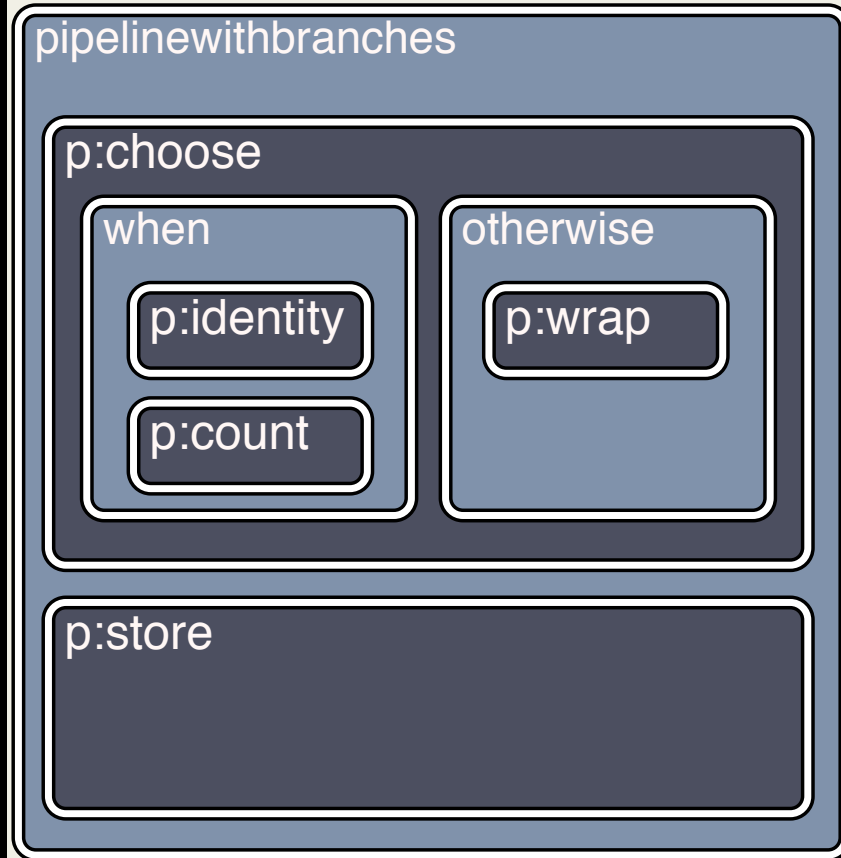 pipelinewithbranches
p:choose
when
otherwise
p:identity
p:wrap
p:count
p:store